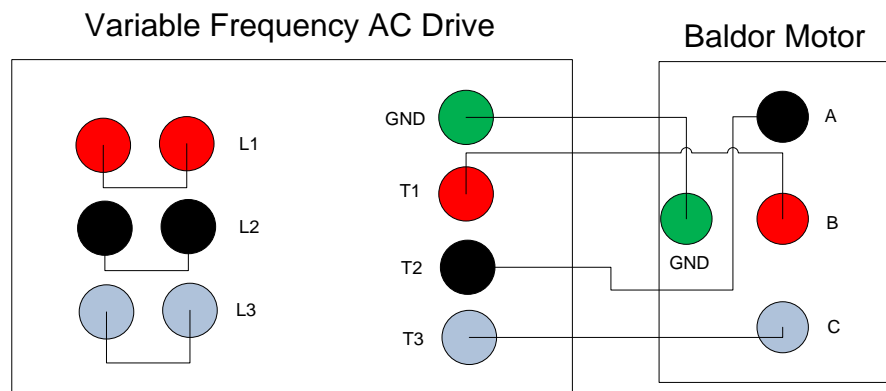 Variable Frequency AC Drive
Baldor Motor
GND
A
L1
T1
L2
B
GND
T2
L3
T3
C